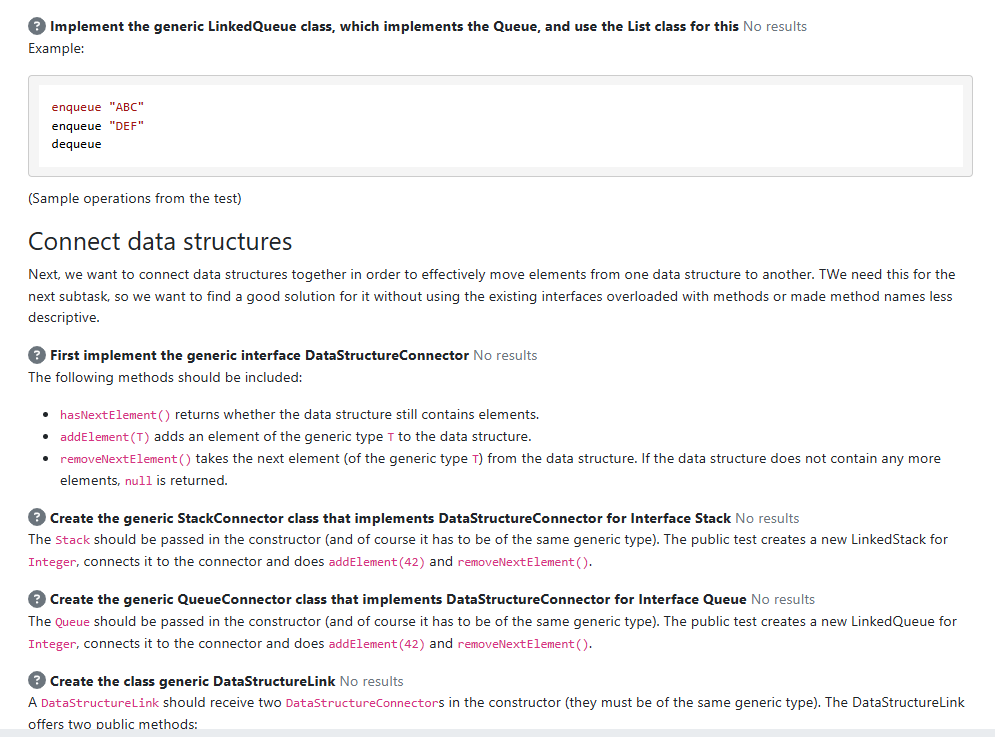 ? Implement the generic LinkedQueue class, which implements the Queue, and use the List class for this No results
Example:
enqueue "ABC"
enqueue "DEF"
dequeue
(Sample operations from the test)
Connect data structures
Next, we want to connect data structures together in order to effectively move elements from one data structure to another. TWe need this for the
next subtask, so we want to find a good solution for it without using the existing interfaces overloaded with methods or made method names less
descriptive.
? First implement the generic interface DataStructureConnector No results
The following methods should be included:
• hasNextElement() returns whether the data structure still contains elements.
• addElement(T) adds an element of the generic type T to the data structure.
• removeNextElement() takes the next element (of the generic type T) from the data structure. If the data structure does not contain any more
elements, null is returned.
? Create the generic StackConnector class that implements DataStructureConnector for Interface Stack No results
The Stack should be passed in the constructor (and of course it has to be of the same generic type). The public test creates a new LinkedStack for
Integer, connects it to the connector and does addElement(42) and removeNextElement().
? Create the generic QueueConnector class that implements DataStructureConnector for Interface Queue No results
The Queue should be passed in the constructor (and of course it has to be of the same generic type). The public test creates a new LinkedQueue for
Integer, connects it to the connector and does addElement(42) and removeNextElement().
? Create the class generic DataStructureLink No results
A DataStructureLink should receive two DataStructureConnectors in the constructor (they must be of the same generic type). The DataStructureLink
offers two public methods: